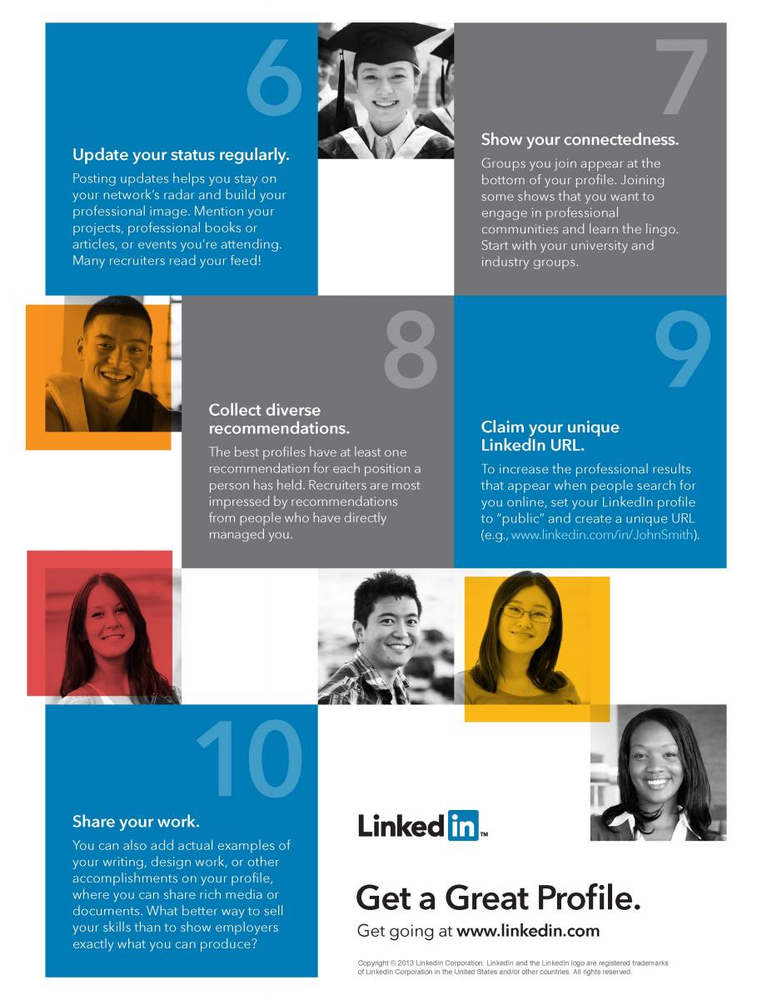 6
Update your status regularly.
Posting updates helps you stay on
your network's radar and build your
professional image. Mention your
projects, professional books or
articles, or events you're attending.
Many recruiters read your feed!
7
Show your connectedness.
Groups you join appear at the
bottom of your profile. Joining
some shows that you want to
engage in professional
communities and learn the lingo.
Start with your university and
industry groups.
8
Collect diverse
recommendations.
The best profiles have at least one
recommendation for each position a
person has held. Recruiters are most
impressed by recommendations
from people who have directly
managed you.
9
Claim your unique
LinkedIn URL.
To increase the professional results
that appear when people search for
you online, set your LinkedIn profile
to "public" and create a unique URL
(e.g., www.linkedin.com/in/JohnSmith).
10
Share your work.
You can also add actual examples of
your writing, design work, or other
accomplishments on your profile,
where you can share rich media or
documents. What better way to sell
your skills than to show employers
exactly what you can produce?
Linked in™
Get a Great Profile.
Get going at www.linkedin.com
Copyright © 2013 LinkedIn Corporation. LinkedIn and the LinkedIn logo are registered trademarks
of LinkedIn Corporation in the United States and/or other countries. All rights reserved.